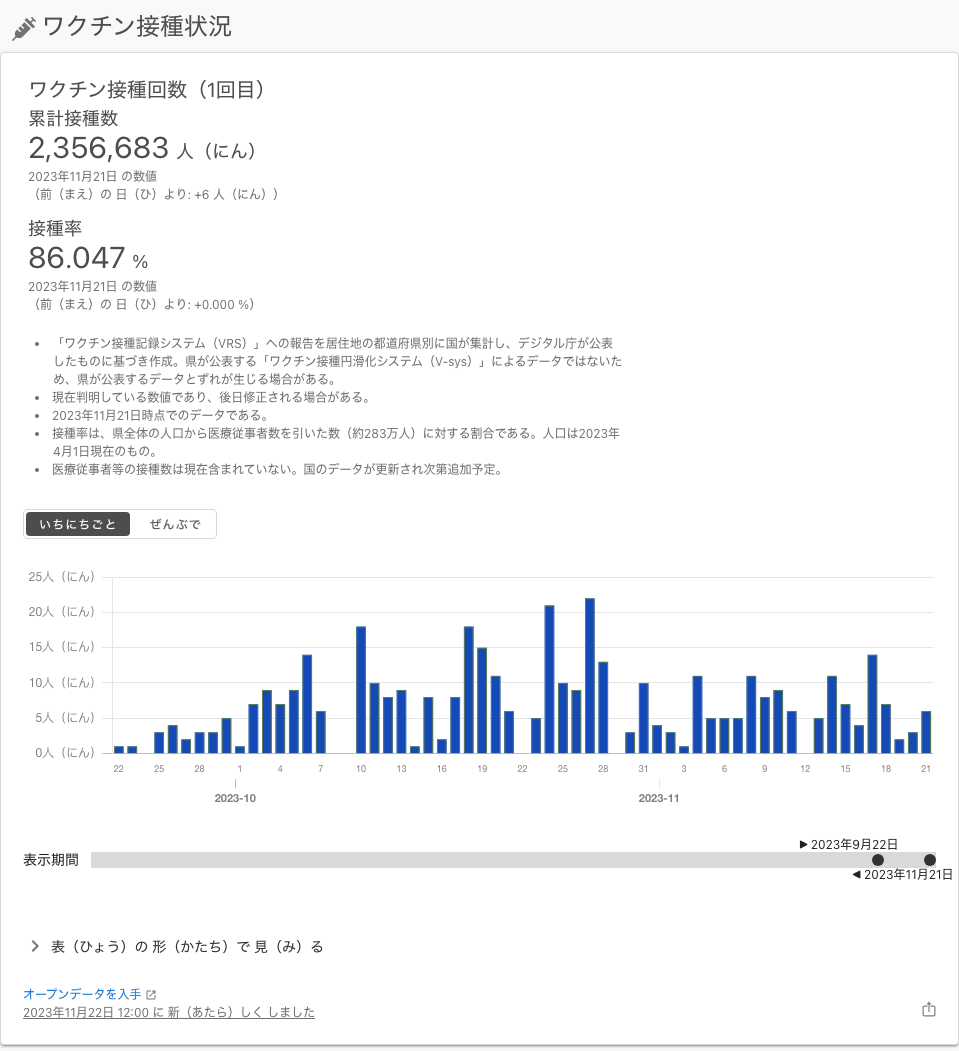 ワクチン接種状況
ワクチン接種回数（1回目）
累計接種数
2,356,683 人（にん）
2023年11月21日 の数値
（前（まえ）の 日（ひ）より: +6 人（にん））
接種率
86.047 %
2023年11月21日 の数値
（前（まえ）の 日（ひ）より: +0.000 %）
• 「ワクチン接種記録システム（VRS）」への報告を居住地の都道府県別に国が集計し、デジタル庁が公表
したものに基づき作成。県が公表する「ワクチン接種円滑化システム（V-sys）」によるデータではないた
め、県が公表するデータとずれが生じる場合がある。
• 現在判明している数値であり、後日修正される場合がある。
• 2023年11月21日時点でのデータである。
• 接種率は、県全体の人口から医療従事者数を引いた数（約283万人）に対する割合である。人口は2023年
4月1日現在のもの。
• 医療従事者等の接種数は現在含まれていない。国のデータが更新され次第追加予定。
いちにちごと ぜんぶで
25人（にん）
20人（にん）
15人（にん）
10人（にん）
5人（にん）
0人（にん）
22 25 28 1 4 7 10 13 16 19 22 25 28 31 3 6 9 12 15 18 21
2023-10 2023-11
▶ 2023年9月22日
表示期間
◀ 2023年11月21日
表（ひょう）の 形（かたち）で 見（み）る
オープンデータを入手
2023年11月22日 12:00 に 新（あたら）しく しました